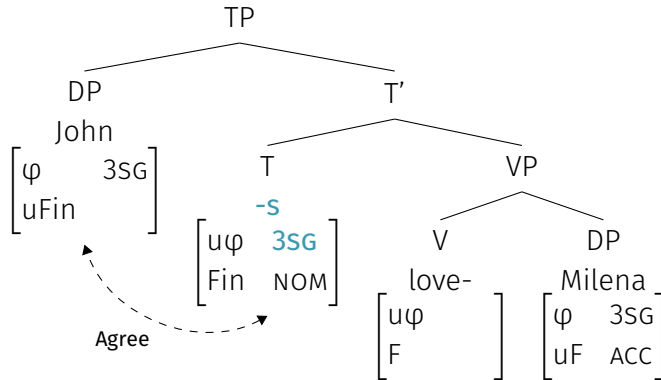 TP
DP
T’
John
φ 3SG
uFin
T
VP
-s
uφ 3SG
Fin NOM
V
DP
love-
Milena
uφ
F
φ 3SG
uF ACC
Agree